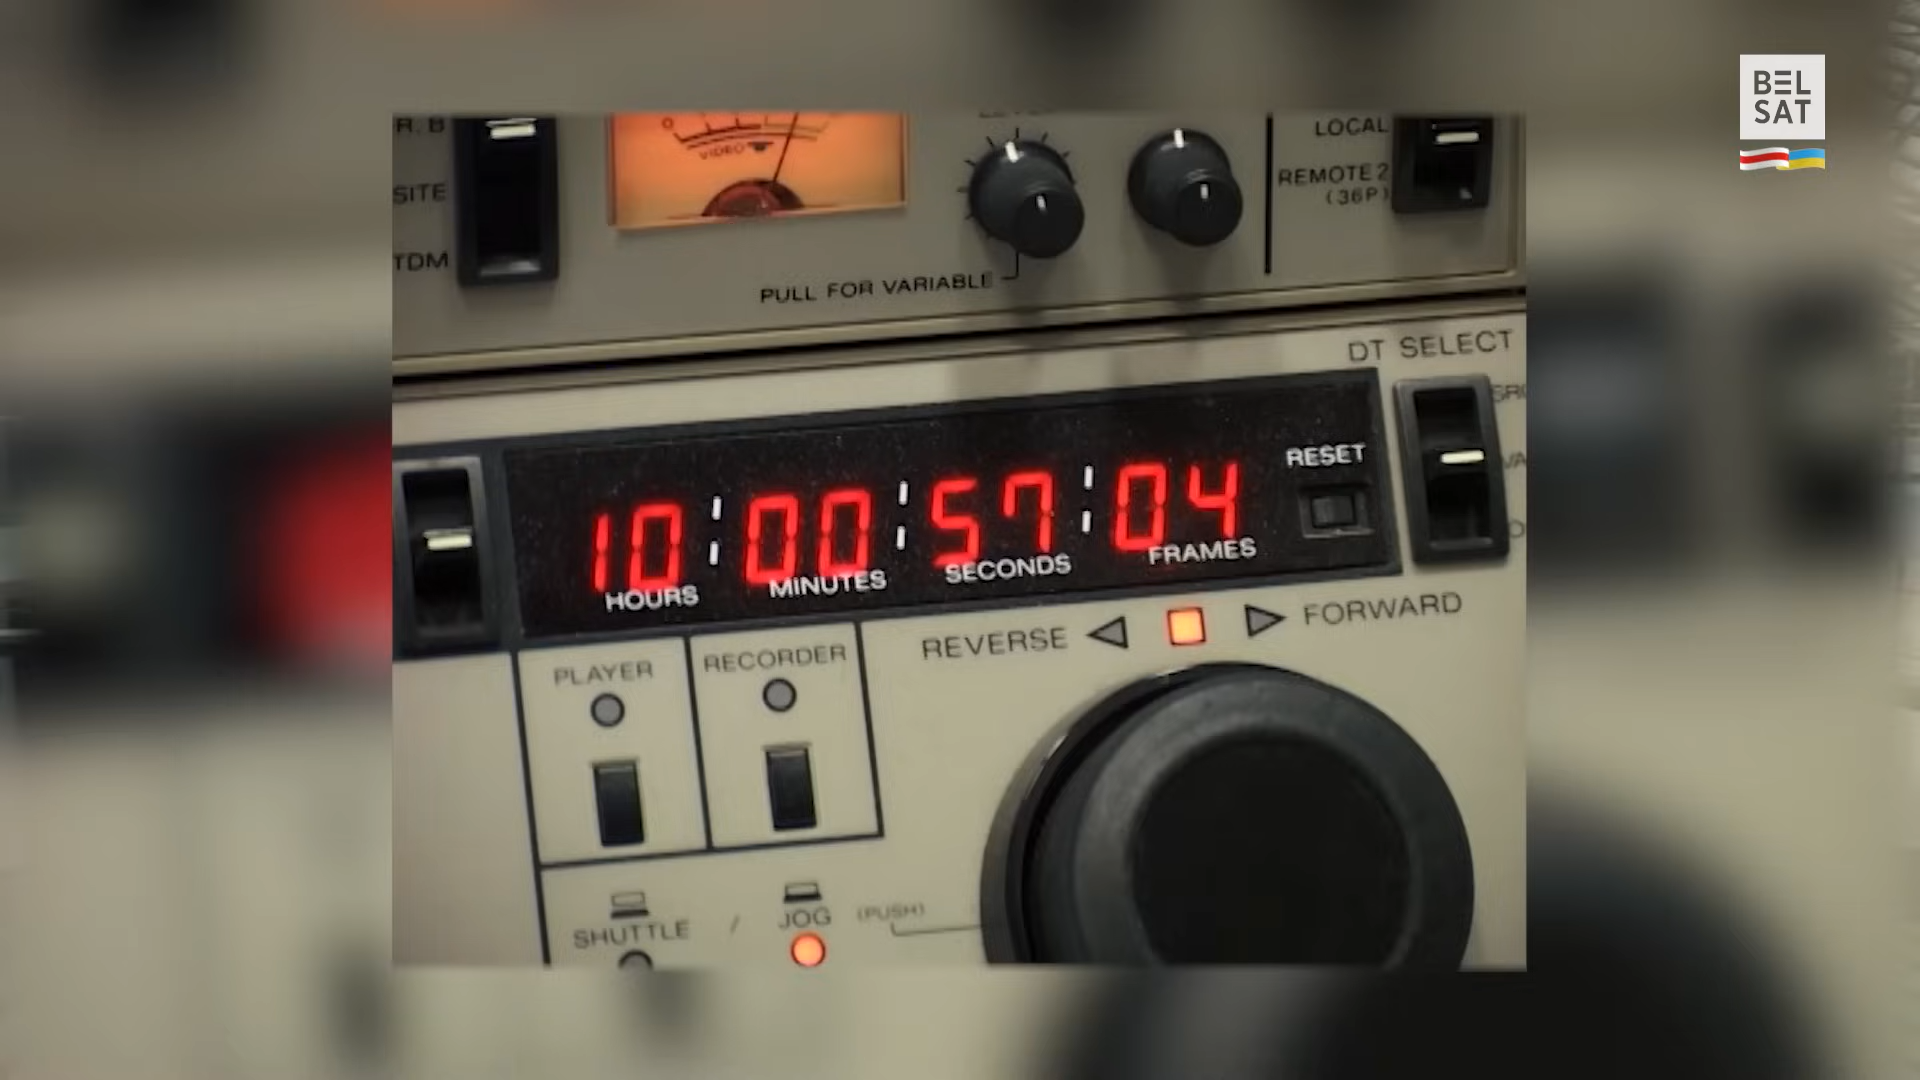 BEL
SAT
R. B
SITE
TDM
0
VIDEO
PULL FOR VARIABLE
LOCAL
REMOTE 2
(36P)
DT SELECT
10:00:57:04
HOURS MINUTES SECONDS FRAMES
RESET
REVERSE FORWARD
PLAYER RECORDER
SHUTTLE / JOG (PUSH)